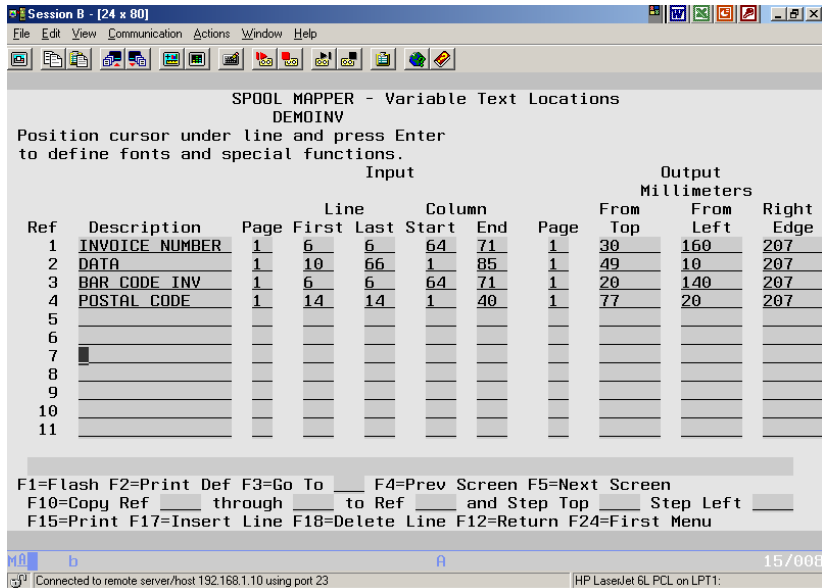 Session B - [24 x 80]
File Edit View Communication Actions Window Help
SPOOL MAPPER - Variable Text Locations
DEMOINV
Position cursor under line and press Enter
to define fonts and special functions.
Input Output
Millimeters
Line Column From From Right
Ref Description Page First Last Start End Page Top Left Edge
1 INVOICE NUMBER 1 6 6 64 71 1 30 160 207
2 DATA 1 10 66 1 85 1 49 10 207
3 BAR CODE INV 1 6 6 64 71 1 20 140 207
4 POSTAL CODE 1 14 14 1 40 1 77 20 207
5
6
7
8
9
10
11
F1=Flash F2=Print Def F3=Go To ___ F4=Prev Screen F5=Next Screen
F10=Copy Ref ____ through ____ to Ref ____ and Step Top ____ Step Left ____
F15=Print F17=Insert Line F18=Delete Line F12=Return F24=First Menu
MA b A 15/008
Connected to remote server/host 192.168.1.10 using port 23 HP LaserJet 6L PCL on LPT1: